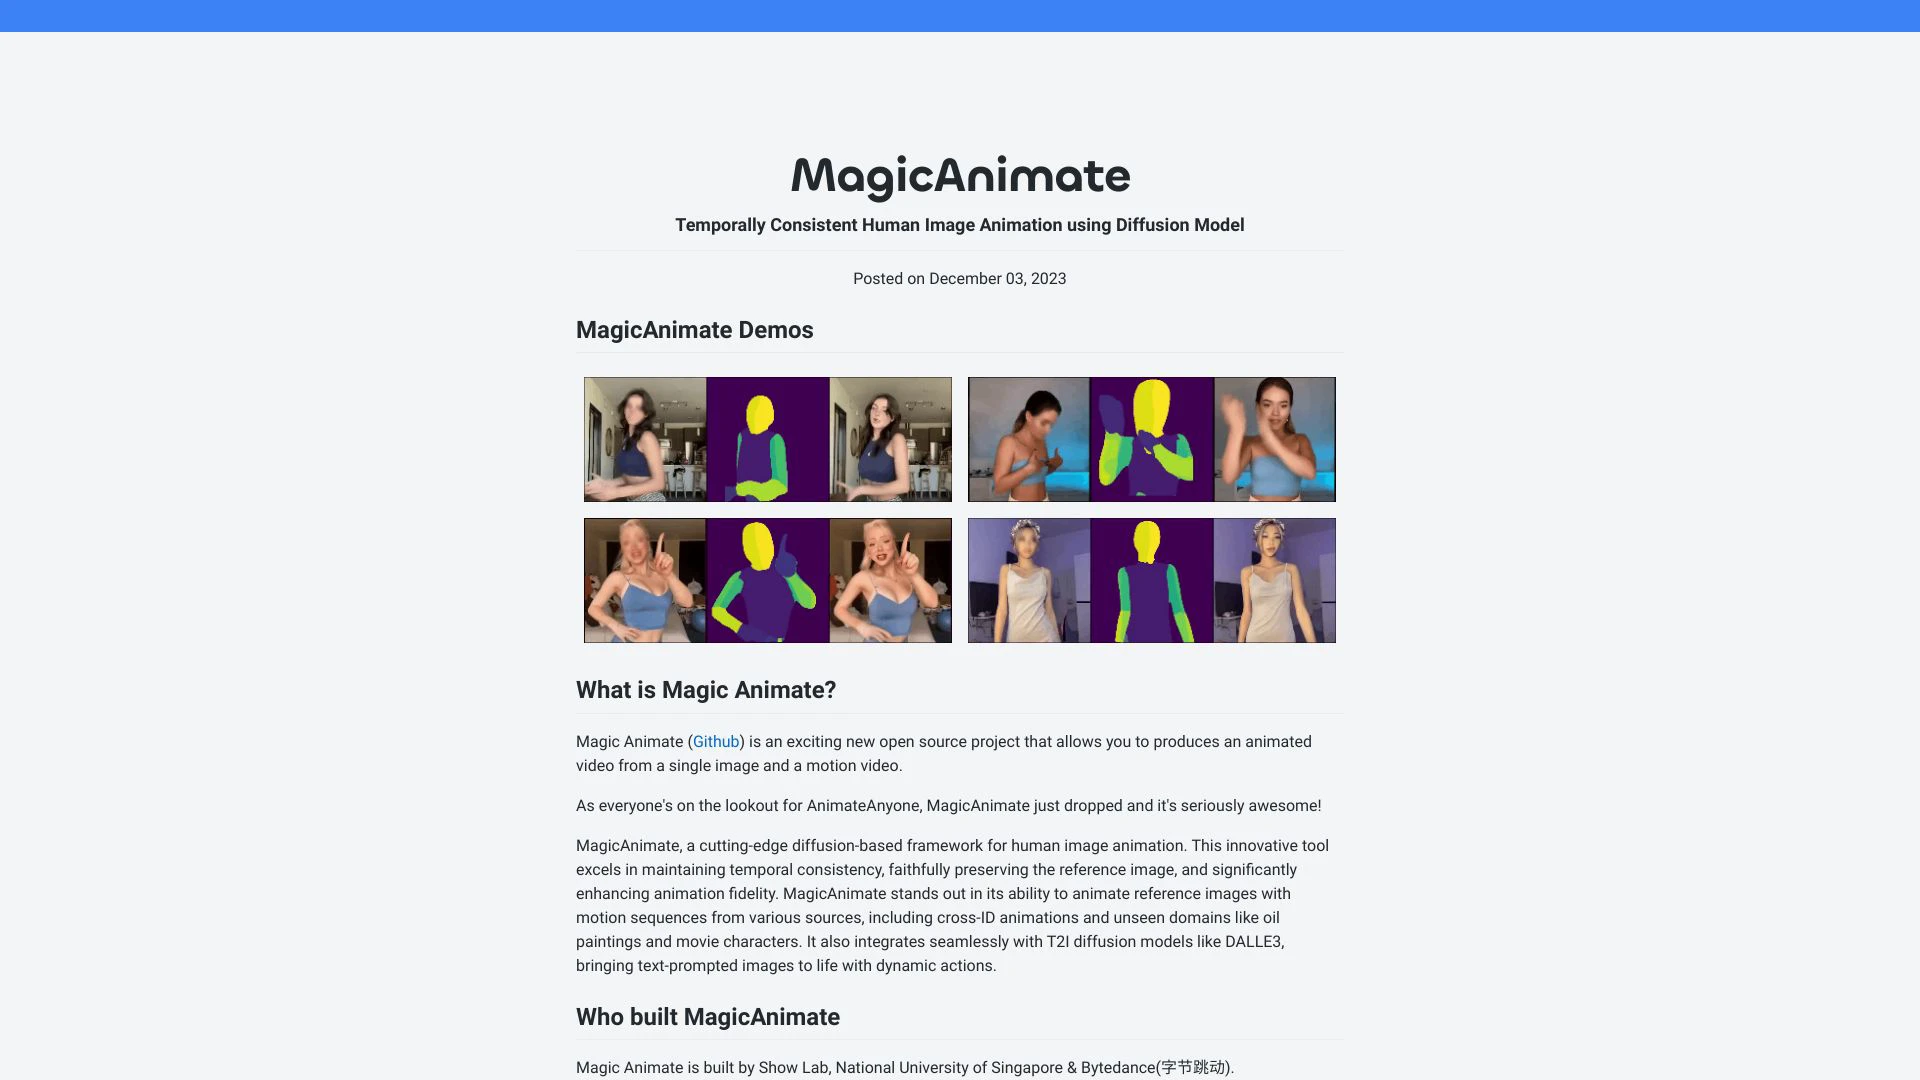 MagicAnimate
Temporally Consistent Human Image Animation using Diffusion Model
Posted on December 03, 2023
MagicAnimate Demos
What is Magic Animate?
Magic Animate (Github) is an exciting new open source project that allows you to produces an animated
video from a single image and a motion video.
As everyone's on the lookout for AnimateAnyone, MagicAnimate just dropped and it's seriously awesome!
MagicAnimate, a cutting-edge diffusion-based framework for human image animation. This innovative tool
excels in maintaining temporal consistency, faithfully preserving the reference image, and significantly
enhancing animation fidelity. MagicAnimate stands out in its ability to animate reference images with
motion sequences from various sources, including cross-ID animations and unseen domains like oil
paintings and movie characters. It also integrates seamlessly with T2I diffusion models like DALLE3,
bringing text-prompted images to life with dynamic actions.
Who built MagicAnimate
Magic Animate is built by Show Lab, National University of Singapore & Bytedance(字节跳动).